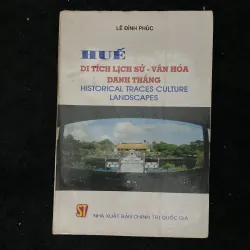 LÊ ĐÌNH PHÚC
HUẾ
DI TÍCH LỊCH SỬ - VĂN HÓA
DANH THẮNG
HISTORICAL TRACES CULTURE
LANDSCAPES
ST
NHÀ XUẤT BẢN CHÍNH TRỊ QUỐC GIA